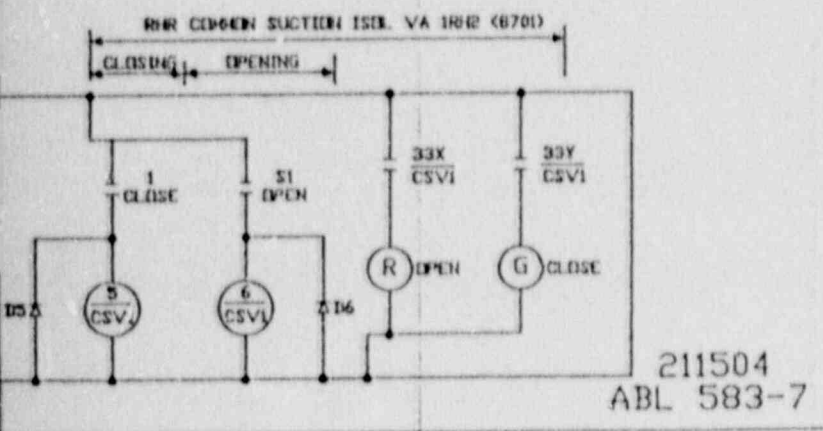 RHR COMMON SUCTION ISOL. VA 1RH2 (8701)
CLOSING OPENING
1
CLOSE
S1
OPEN
33X
CSV1
33Y
CSV1
R OPEN
G CLOSE
D5
5
CSV1
6
CSV1
D6
211504
ABL 583-7